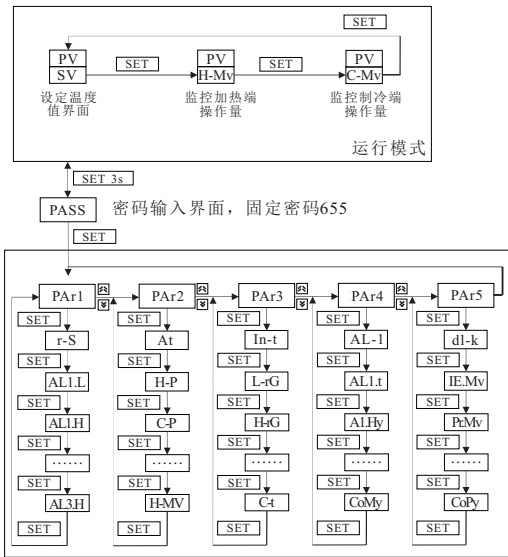 SET
PV PV PV
SV SET H-Mv SET C-Mv
设定温度 监控加热端 监控制冷端
值界面 操作量 操作量
运行模式
SET 3s
PASS 密码输入界面，固定密码655
SET
PAr1 PAr2 PAr3 PAr4 PAr5
SET SET SET SET SET
r-S At In-t AL-1 dl-k
SET SET SET SET SET
AL1.L H-P L-rG AL1.t IE.Mv
SET SET SET SET SET
AL1.H C-P H-rG A1.Hy Pr.Mv
SET SET SET SET SET
…… …… …… …… ……
SET SET SET SET SET
AL3.H H-MV C-t CoMy CoPy
SET SET SET SET SET